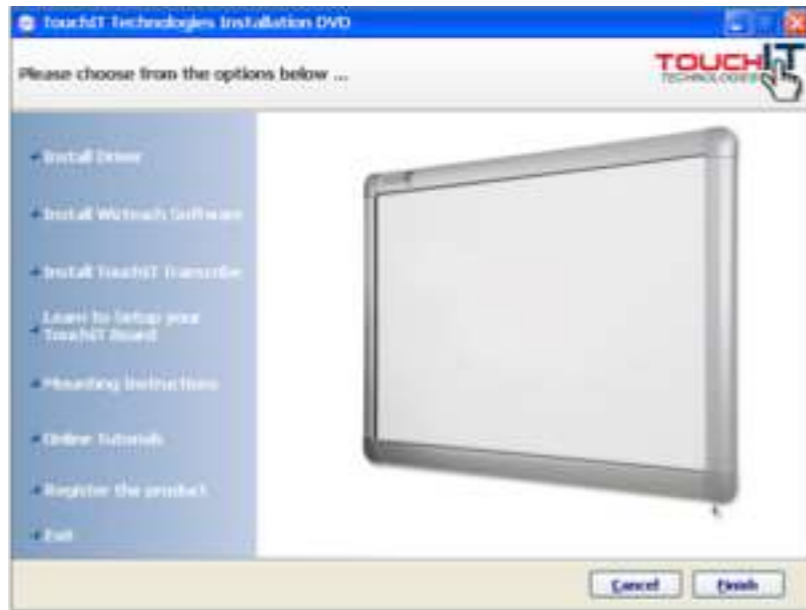 TouchIT Technologies Installation DVD
Please choose from the options below ...
TOUCHIT
TECHNOLOGIES
Install Driver
Install Wizteach Software
Install TouchIT Transcribe
Learn to Setup your
TouchIT Board
Mounting Instructions
Online Tutorials
Register the product
Exit
Cancel
Finish